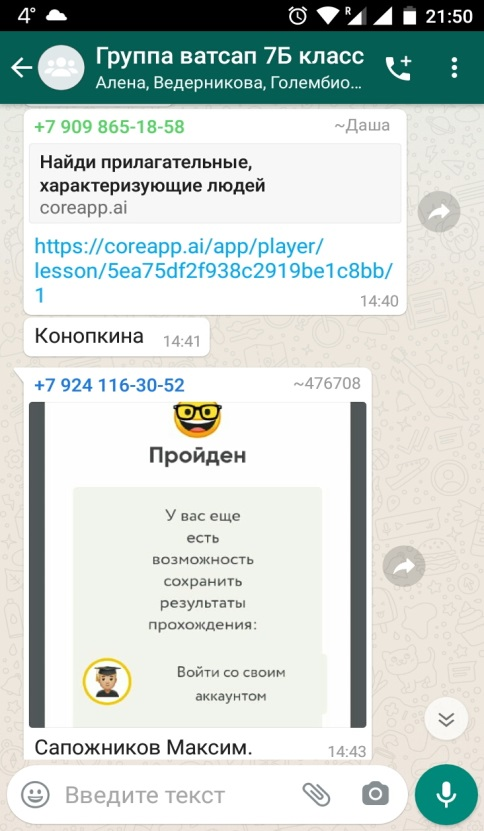 4° 21:50
Группа ватсап 7Б класс
Алена, Ведерникова, Голембио...
+7 909 865-18-58 ~Даша
Найди прилагательные,
характеризующие людей
coreapp.ai
https://coreapp.ai/app/player/
lesson/5ea75df2f938c2919be1c8bb/
1 14:40
Конопкина 14:41
+7 924 116-30-52 ~476708
Пройден
У вас еще
есть
возможность
сохранить
результаты
прохождения:
Войти со своим
аккаунтом
Сапожников Максим. 14:43
Введите текст